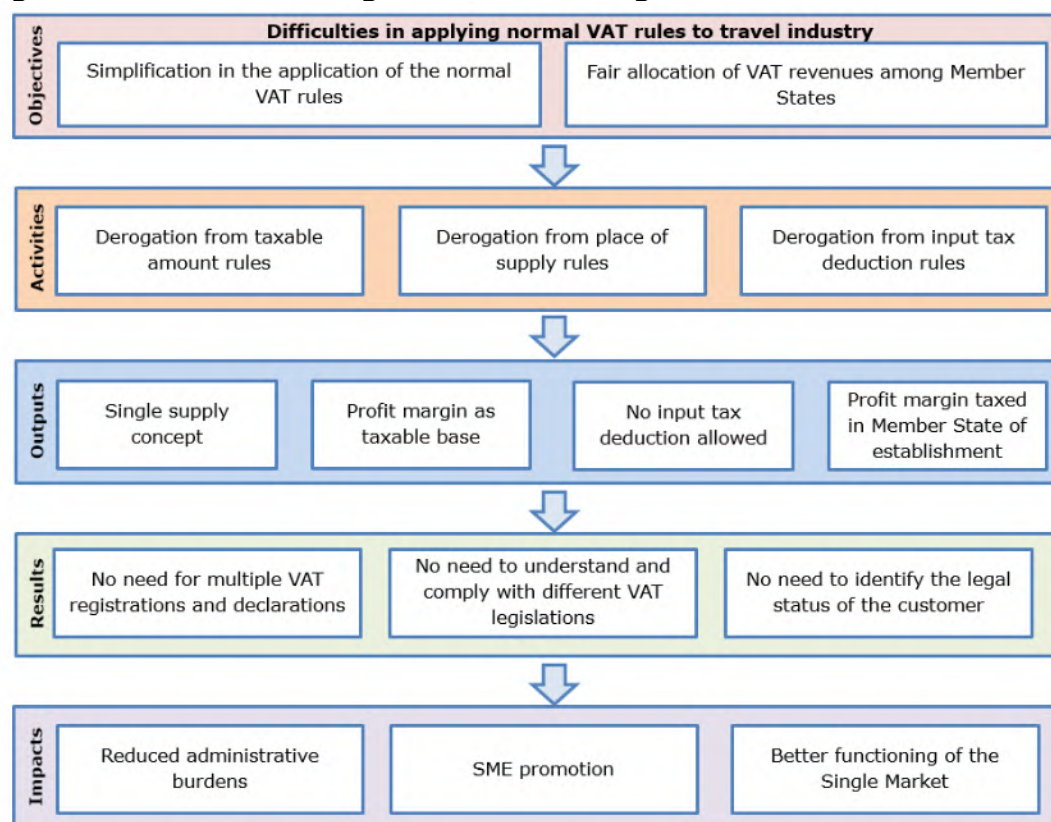 Objectives
Difficulties in applying normal VAT rules to travel industry
Simplification in the application of the normal
VAT rules
Fair allocation of VAT revenues among Member
States
Activities
Derogation from taxable
amount rules
Derogation from place of
supply rules
Derogation from input tax
deduction rules
Outputs
Single supply
concept
Profit margin as
taxable base
No input tax
deduction allowed
Profit margin taxed
in Member State of
establishment
Results
No need for multiple VAT
registrations and declarations
No need to understand and
comply with different VAT
legislations
No need to identify the legal
status of the customer
Impacts
Reduced administrative
burdens
SME promotion
Better functioning of the
Single Market